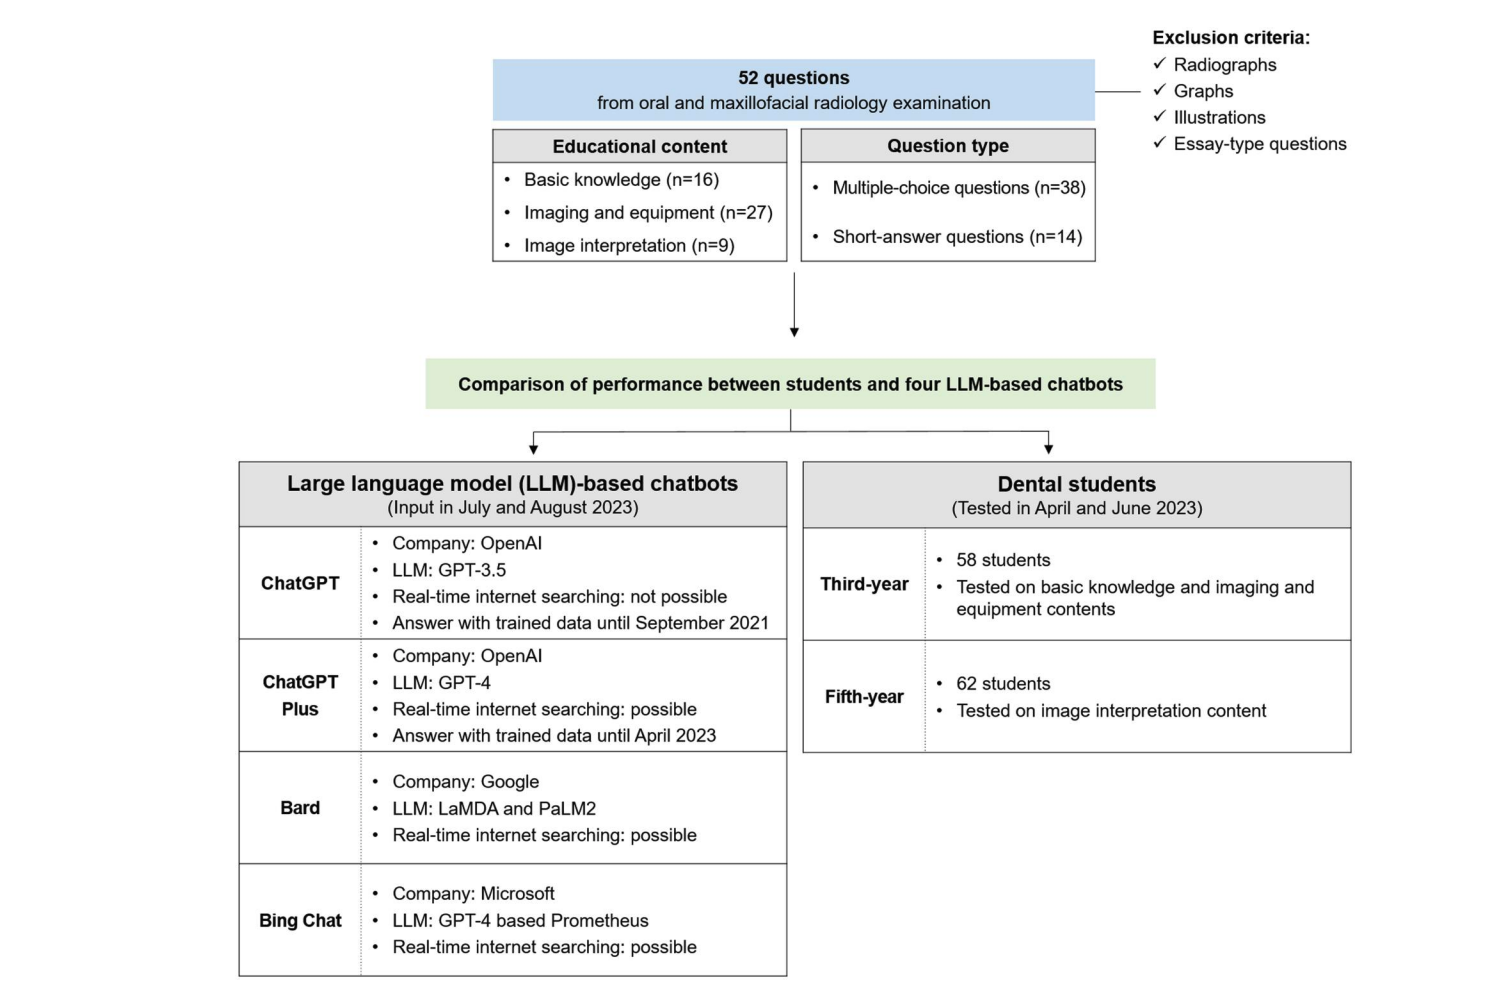 Exclusion criteria:
✓ Radiographs
✓ Graphs
✓ Illustrations
✓ Essay-type questions
52 questions
from oral and maxillofacial radiology examination
Educational content
• Basic knowledge (n=16)
• Imaging and equipment (n=27)
• Image interpretation (n=9)
Question type
• Multiple-choice questions (n=38)
• Short-answer questions (n=14)
Comparison of performance between students and four LLM-based chatbots
Large language model (LLM)-based chatbots
(Input in July and August 2023)
ChatGPT
• Company: OpenAI
• LLM: GPT-3.5
• Real-time internet searching: not possible
• Answer with trained data until September 2021
ChatGPT
Plus
• Company: OpenAI
• LLM: GPT-4
• Real-time internet searching: possible
• Answer with trained data until April 2023
Bard
• Company: Google
• LLM: LaMDA and PaLM2
• Real-time internet searching: possible
Bing Chat
• Company: Microsoft
• LLM: GPT-4 based Prometheus
• Real-time internet searching: possible
Dental students
(Tested in April and June 2023)
Third-year
• 58 students
• Tested on basic knowledge and imaging and
equipment contents
Fifth-year
• 62 students
• Tested on image interpretation content